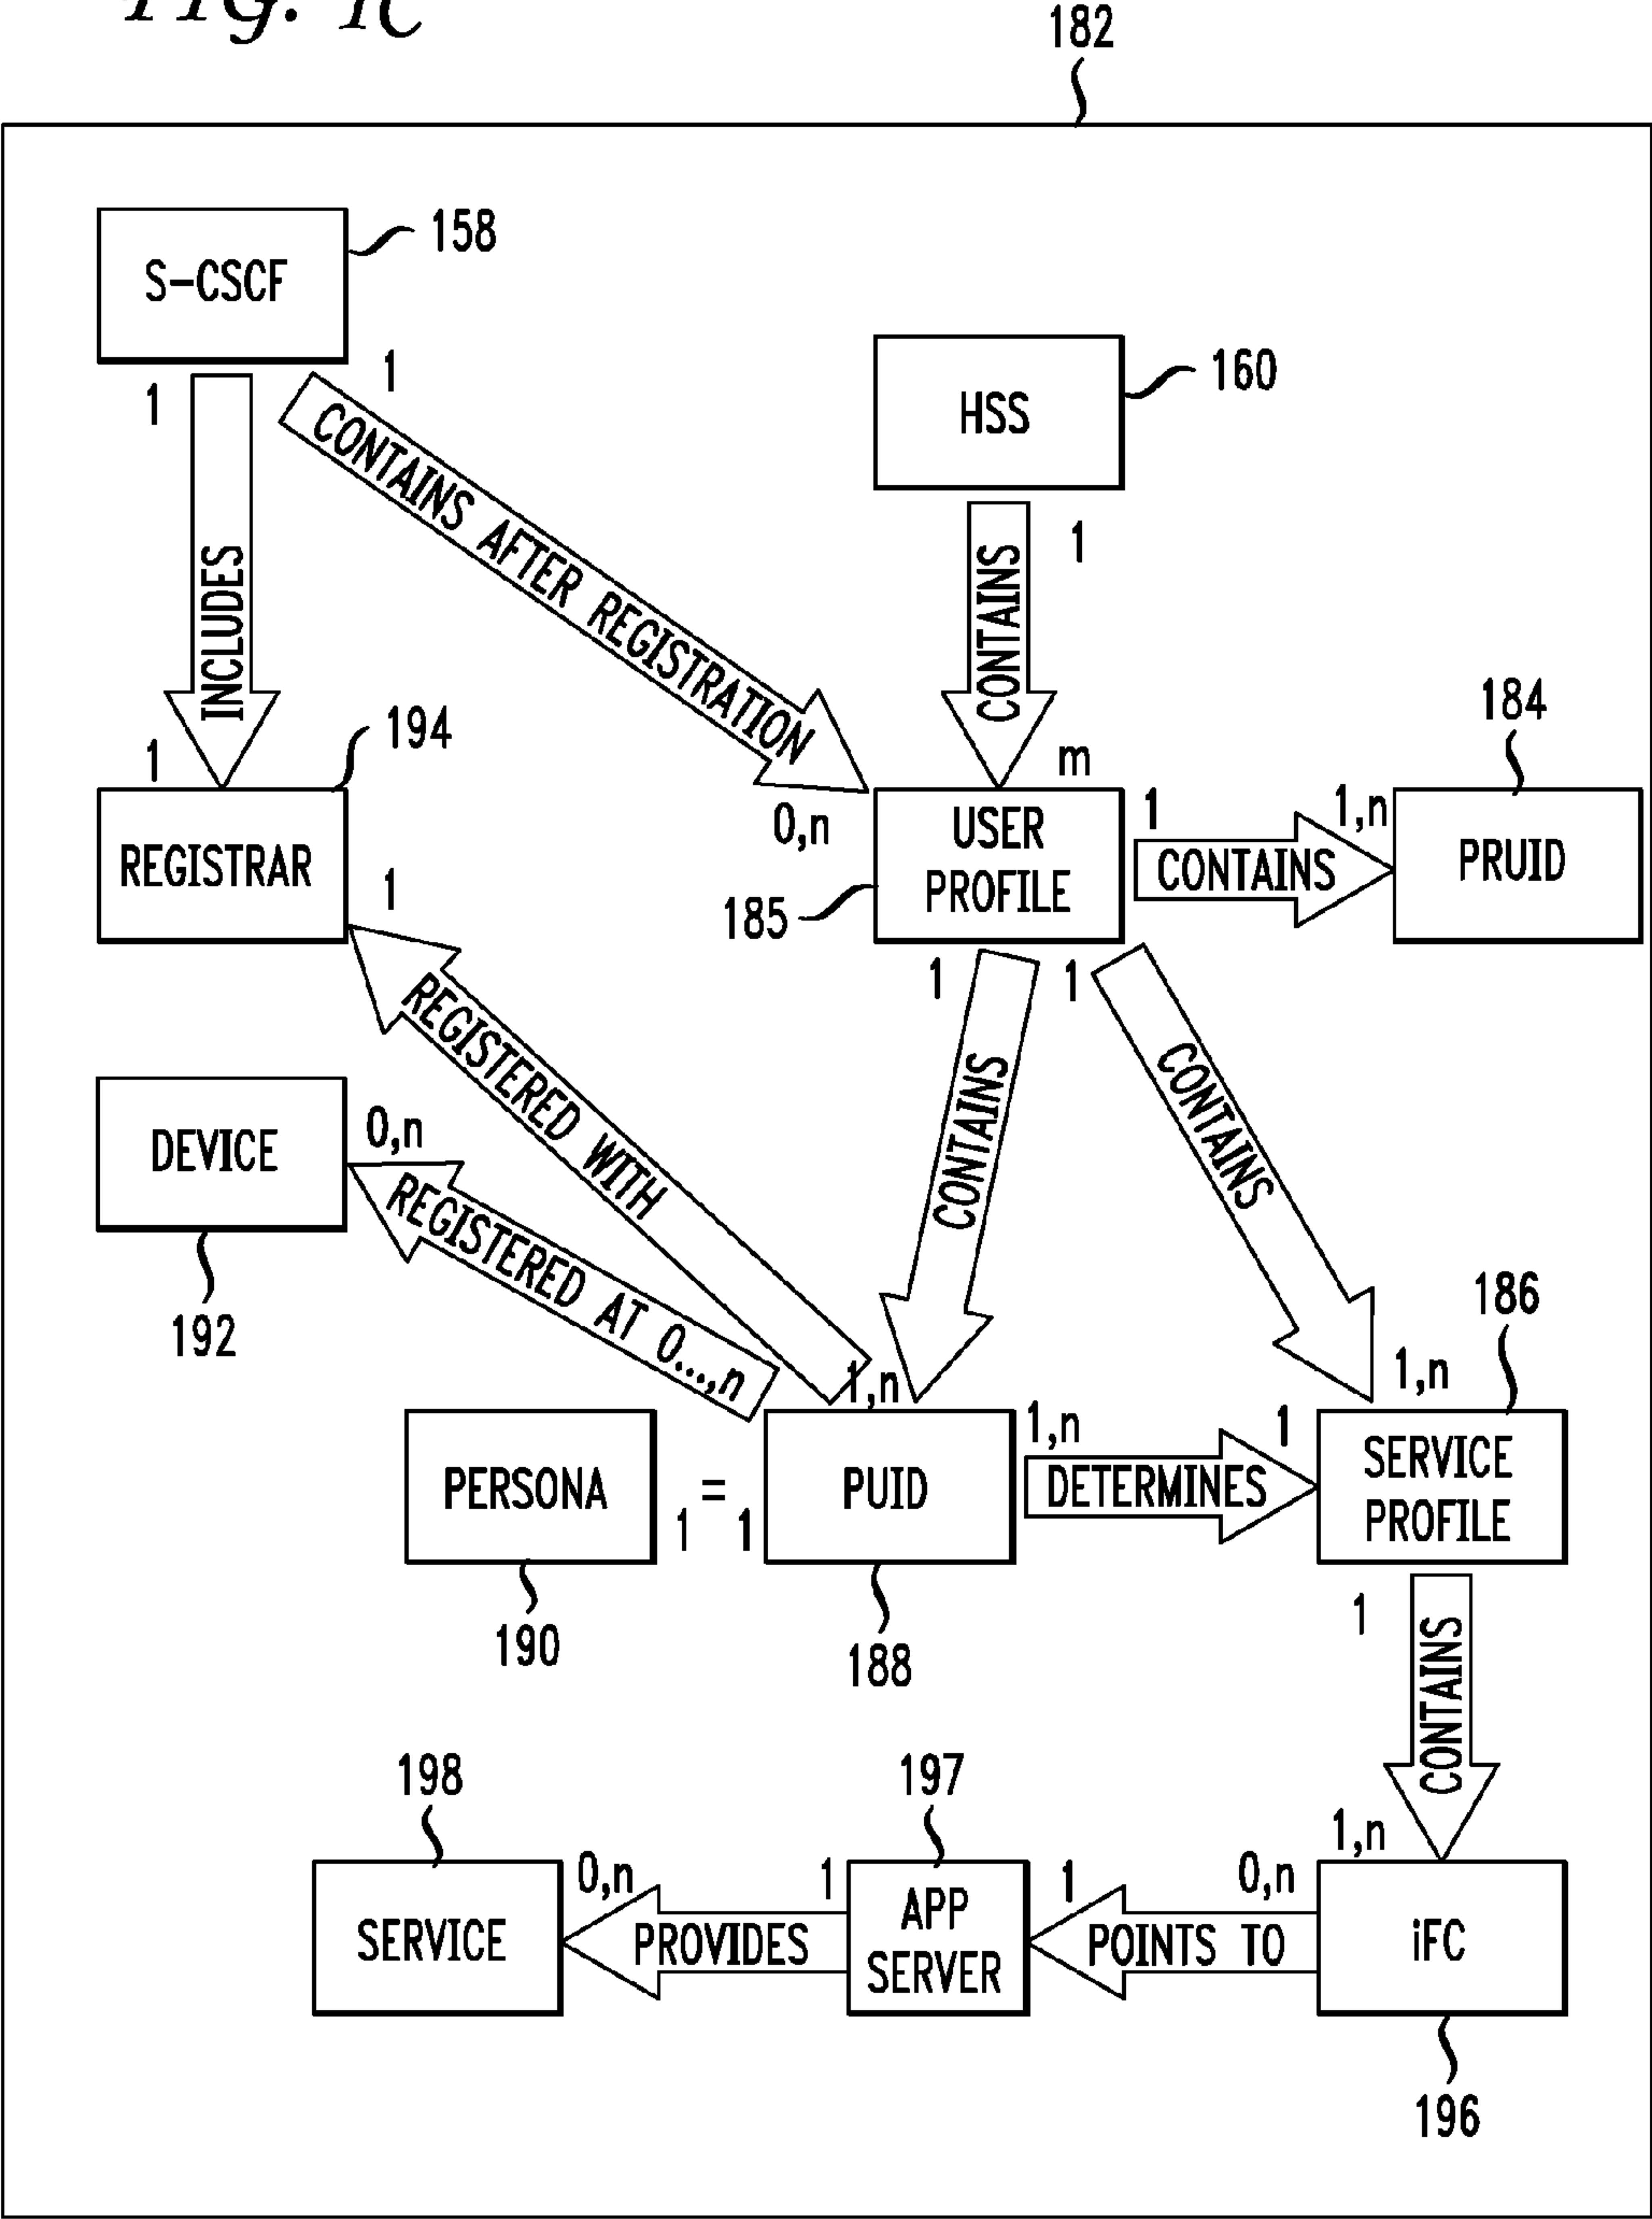 FIG. 1C
182
S-CSCF
158
1
1
CONTAINS AFTER REGISTRATION
INCLUDES
HSS
160
1
CONTAINS
m
184
1
194
REGISTRAR
1
0,n
USER
PROFILE
185
1
CONTAINS
1,n
PRUID
1
1
CONTAINS
CONTAINS
REGISTERED WITH
DEVICE
0,n
192
REGISTERED AT 0...,n
1,n
186
1,n
PERSONA
190
1
=
1
PUID
188
1,n
DETERMINES
1
SERVICE
PROFILE
1
CONTAINS
198
197
1,n
SERVICE
0,n
PROVIDES
1
APP
SERVER
1
POINTS TO
0,n
iFC
196